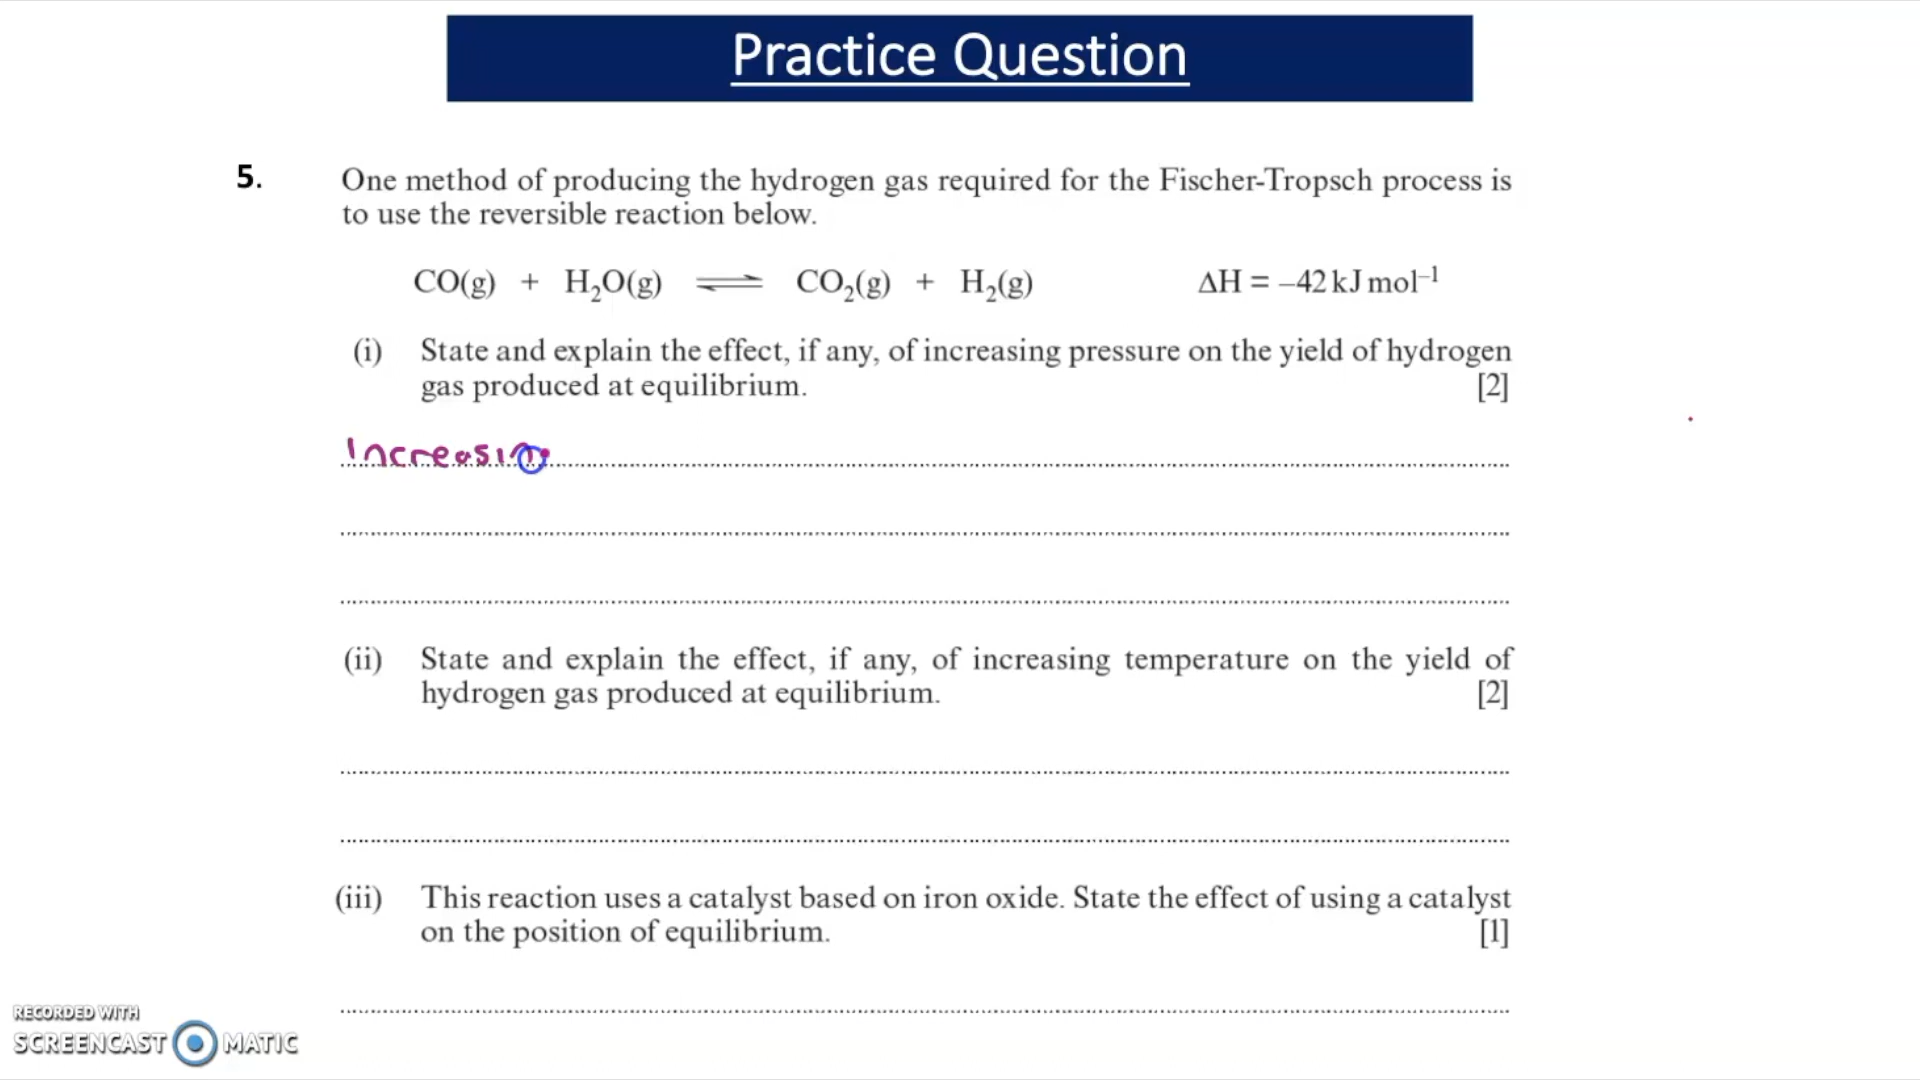 Practice Question
5. One method of producing the hydrogen gas required for the Fischer-Tropsch process is
to use the reversible reaction below.
CO(g) + H₂O(g) ⇌ CO₂(g) + H₂(g) ΔH = –42 kJ mol⁻¹
(i) State and explain the effect, if any, of increasing pressure on the yield of hydrogen
gas produced at equilibrium. [2]
Increasin
(ii) State and explain the effect, if any, of increasing temperature on the yield of
hydrogen gas produced at equilibrium. [2]
(iii) This reaction uses a catalyst based on iron oxide. State the effect of using a catalyst
on the position of equilibrium. [1]
RECORDED WITH
SCREENCAST MATIC